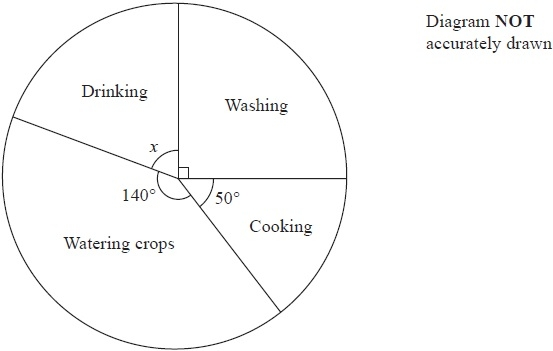 Diagram NOT
accurately drawn
Drinking
Washing
x
140°
50°
Cooking
Watering crops